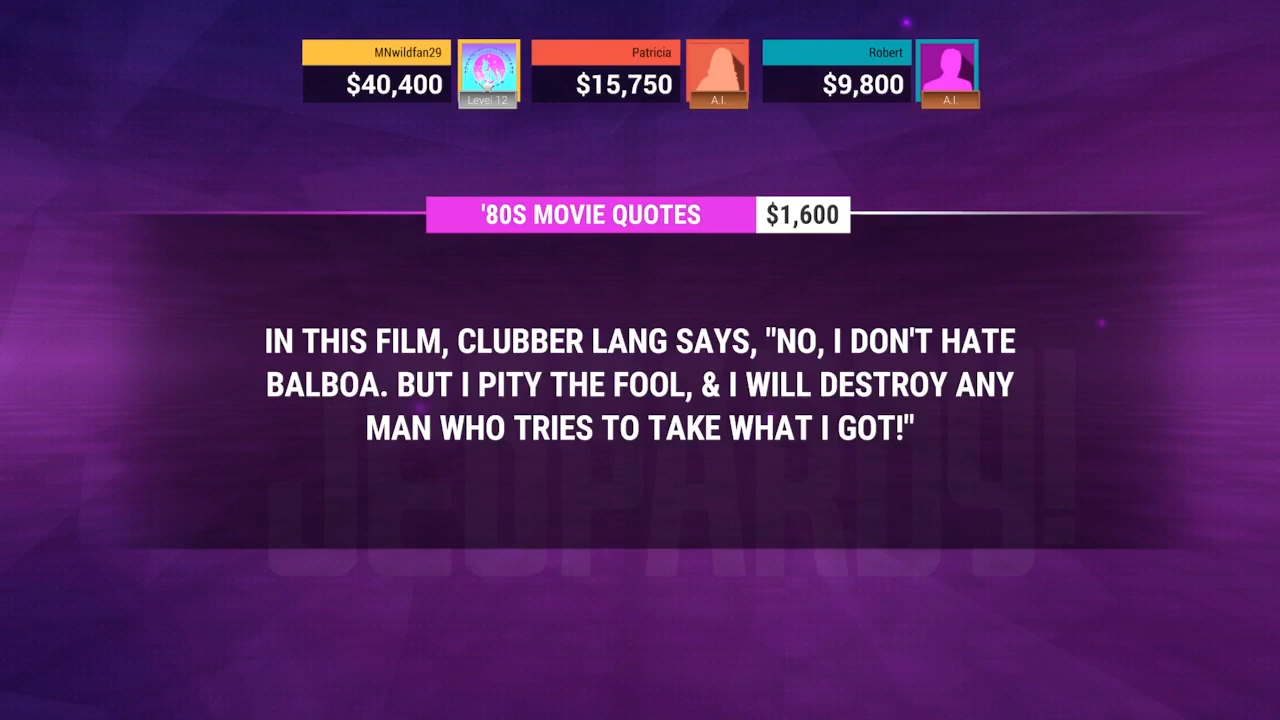 MNwildfan29
$40,400
Level 12
Patricia
$15,750
A.I.
Robert
$9,800
A.I.
'80S MOVIE QUOTES $1,600
IN THIS FILM, CLUBBER LANG SAYS, "NO, I DON'T HATE
BALBOA. BUT I PITY THE FOOL, & I WILL DESTROY ANY
MAN WHO TRIES TO TAKE WHAT I GOT!"
JEOPARDY!